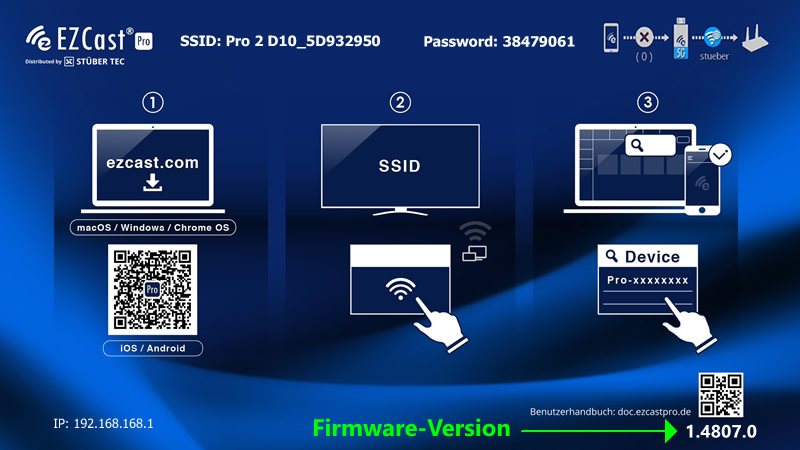 EZCast® Pro
Distributed by STÜBER TEC
SSID: Pro 2 D10_5D932950
Password: 38479061
5G
( 0 )
stueber
1
2
3
ezcast.com
SSID
macOS / Windows / Chrome OS
Pro
iOS / Android
Device
Pro-xxxxxxxx
Benutzerhandbuch: doc.ezcastpro.de
IP: 192.168.168.1
Firmware-Version
1.4807.0